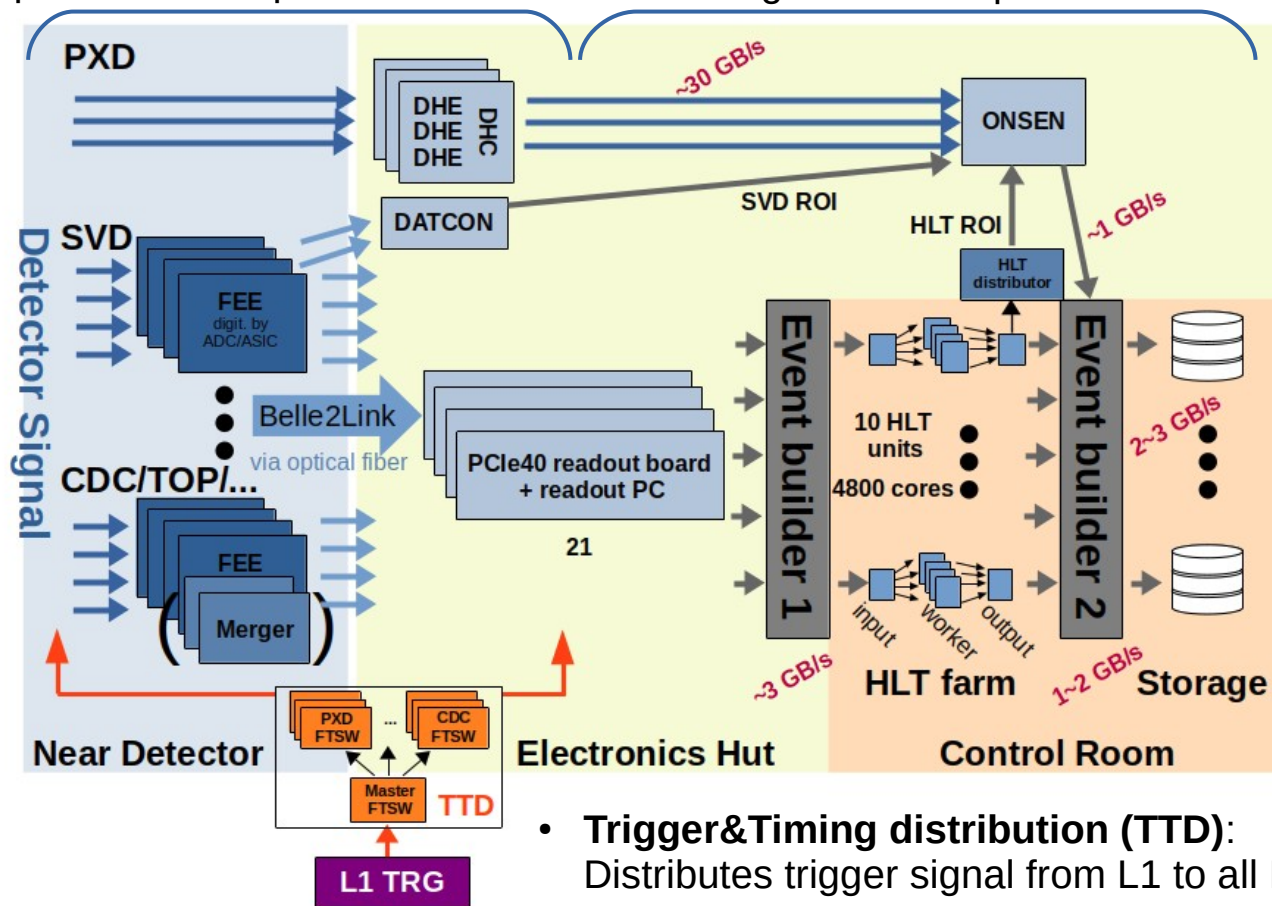 PXD
~30 GB/s
DHE
DHE
DHE
DHC
ONSEN
DATCON
SVD ROI
HLT ROI
~1 GB/s
Detector Signal
SVD
FEE
digit. by
ADC/ASIC
HLT
distributor
Belle2Link
via optical fiber
PCIe40 readout board
+ readout PC
21
Event builder 1
10 HLT
units
4800 cores
Event builder 2
2~3 GB/s
CDC/TOP/...
FEE
( Merger )
input
worker
output
~3 GB/s
HLT farm
1~2 GB/s
Storage
Near Detector
Electronics Hut
Control Room
PXD
FTSW
...
CDC
FTSW
Master
FTSW
TTD
L1 TRG
• Trigger&Timing distribution (TTD):
Distributes trigger signal from L1 to all